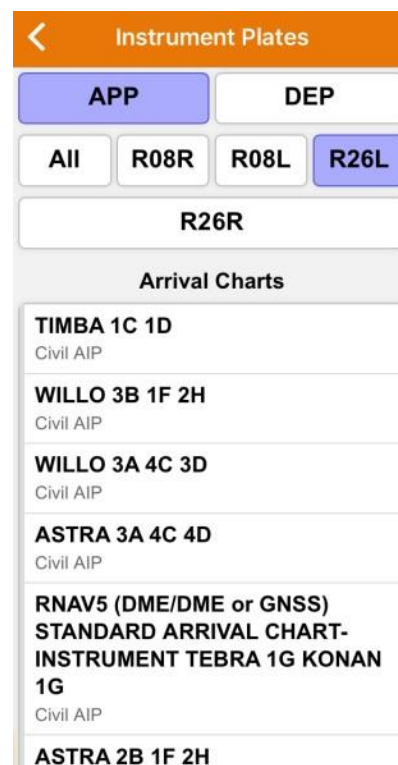 Instrument Plates
APP DEP
All R08R R08L R26L
R26R
Arrival Charts
TIMBA 1C 1D
Civil AIP
WILLO 3B 1F 2H
Civil AIP
WILLO 3A 4C 3D
Civil AIP
ASTRA 3A 4C 4D
Civil AIP
RNAV5 (DME/DME or GNSS)
STANDARD ARRIVAL CHART-
INSTRUMENT TEBRA 1G KONAN
1G
Civil AIP
ASTRA 2B 1F 2H